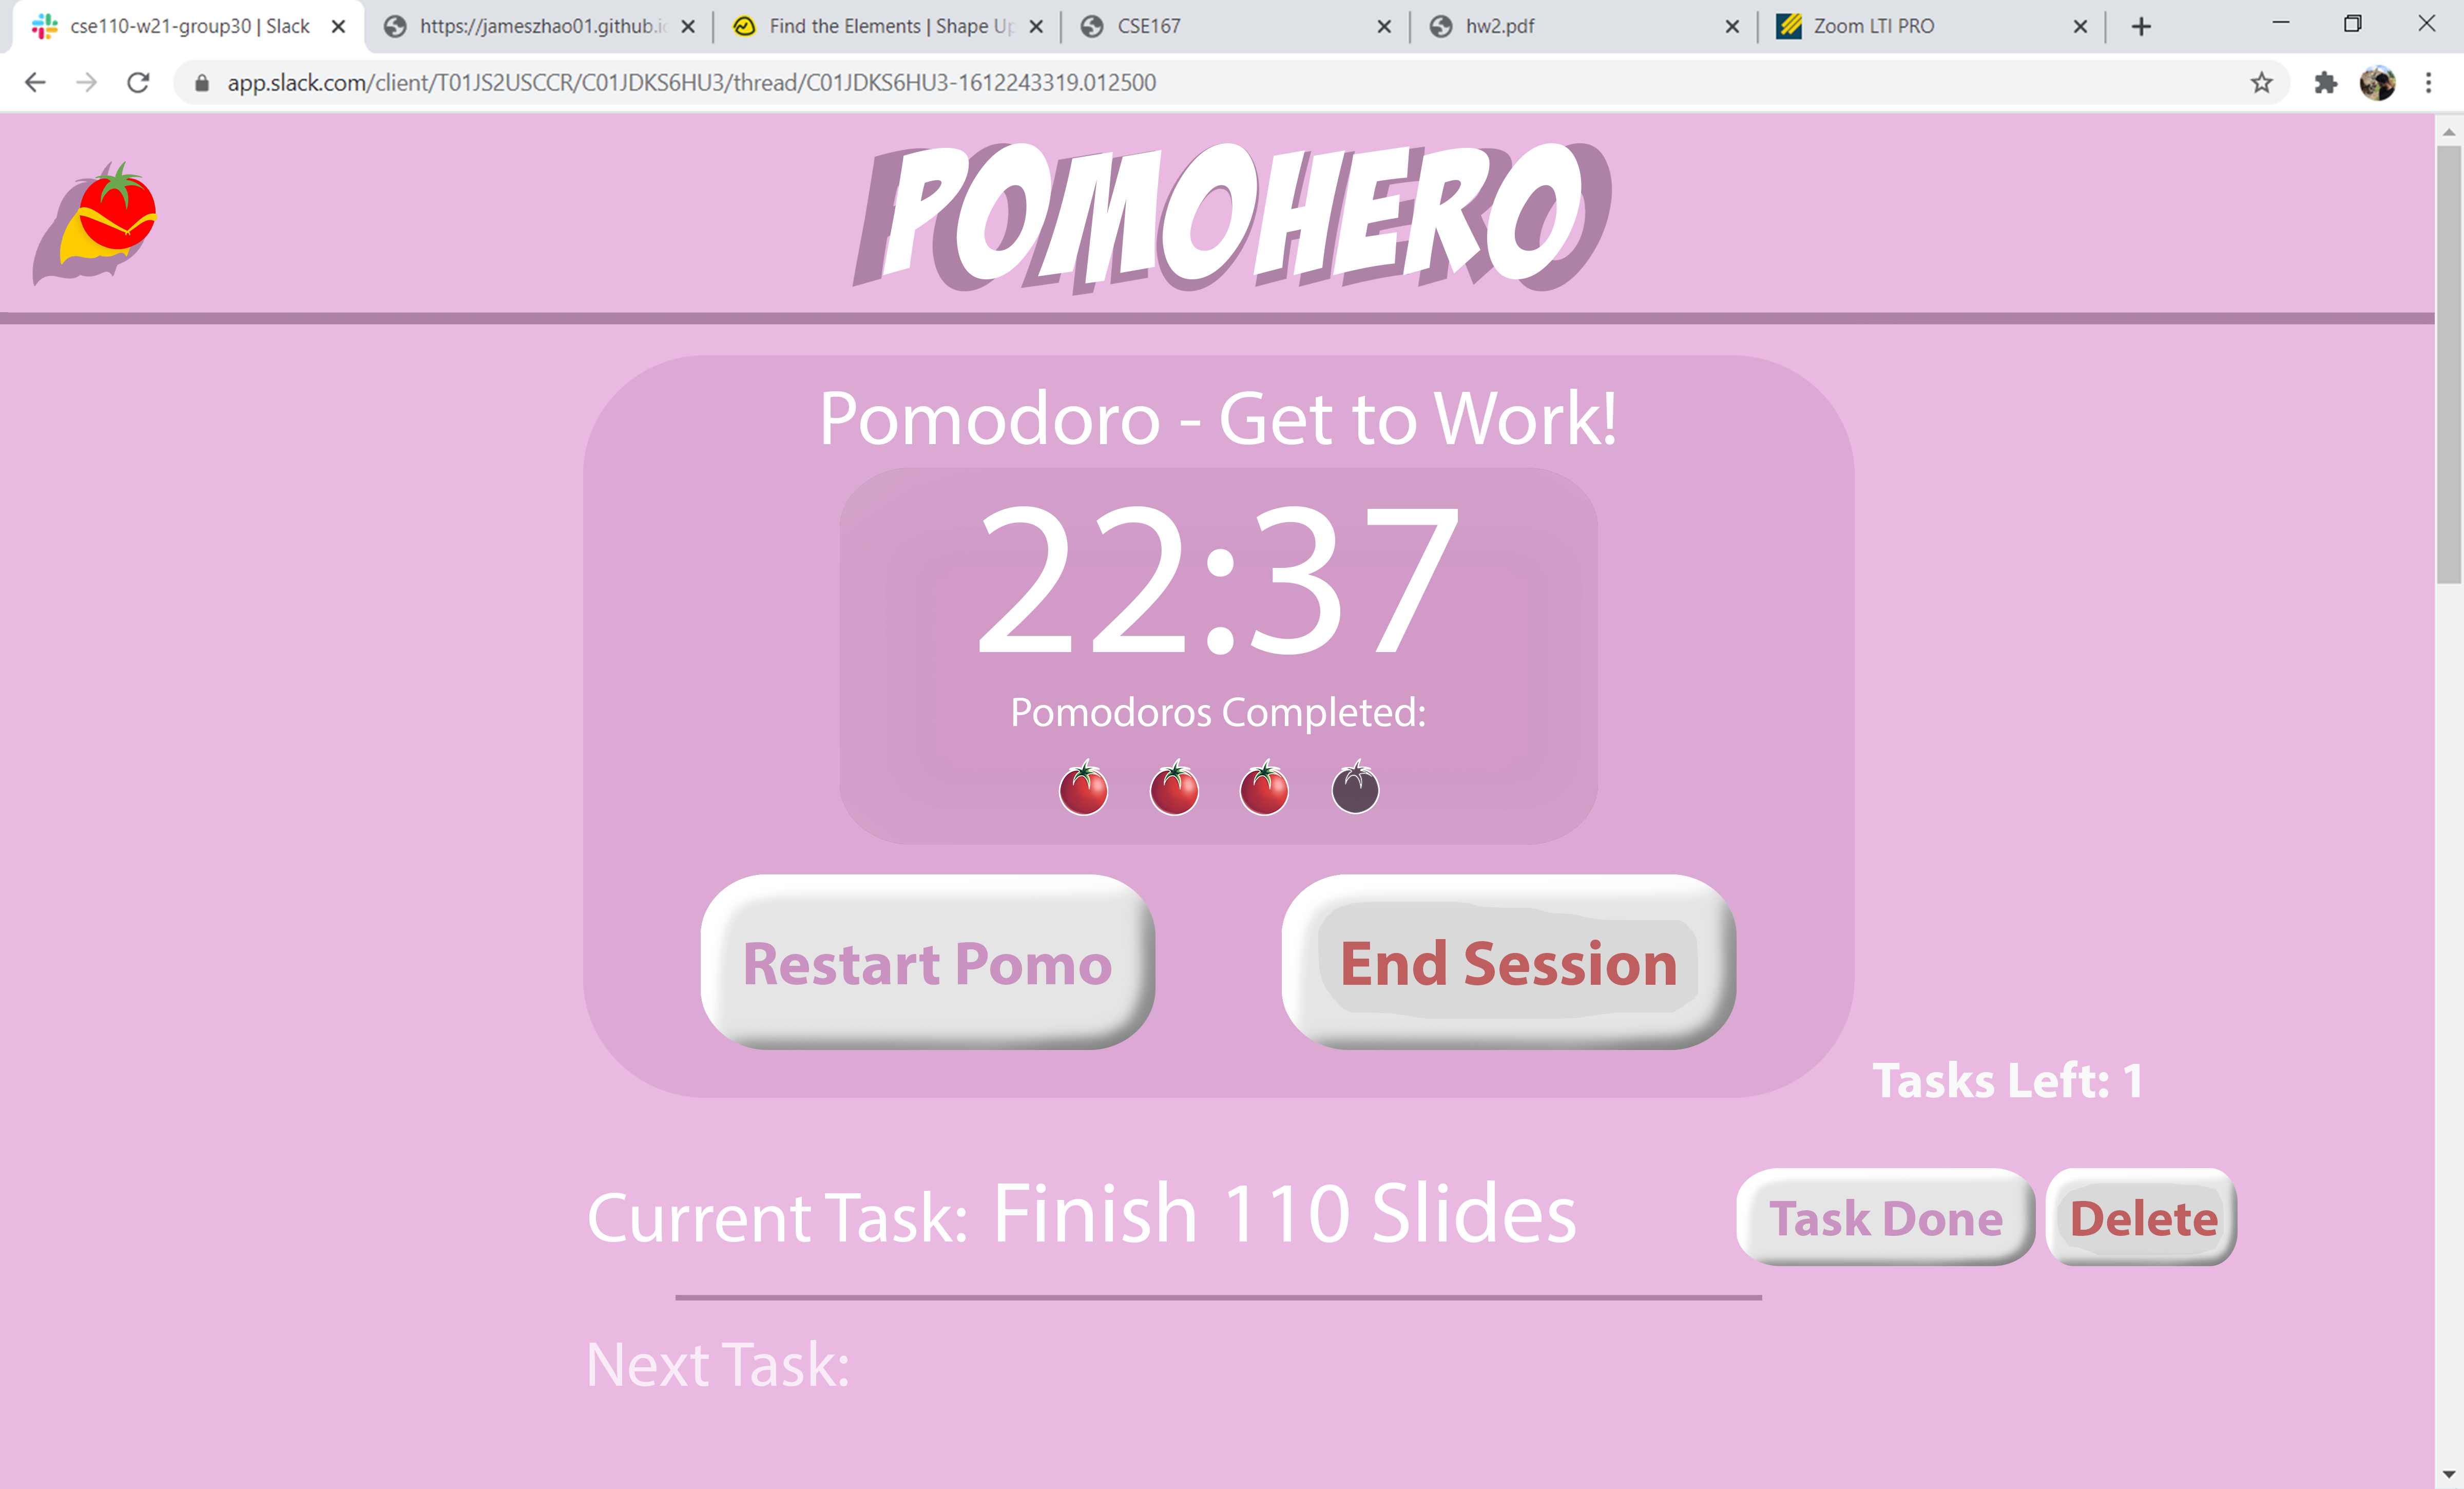 cse110-w21-group30 | Slack
https://jameszhao01.github.i
Find the Elements | Shape Up
CSE167
hw2.pdf
Zoom LTI PRO
app.slack.com/client/T01JS2USCCR/C01JDKS6HU3/thread/C01JDKS6HU3-1612243319.012500
POMOHERO
Pomodoro - Get to Work!
22:37
Pomodoros Completed:
Restart Pomo
End Session
Tasks Left: 1
Current Task: Finish 110 Slides
Task Done
Delete
Next Task: